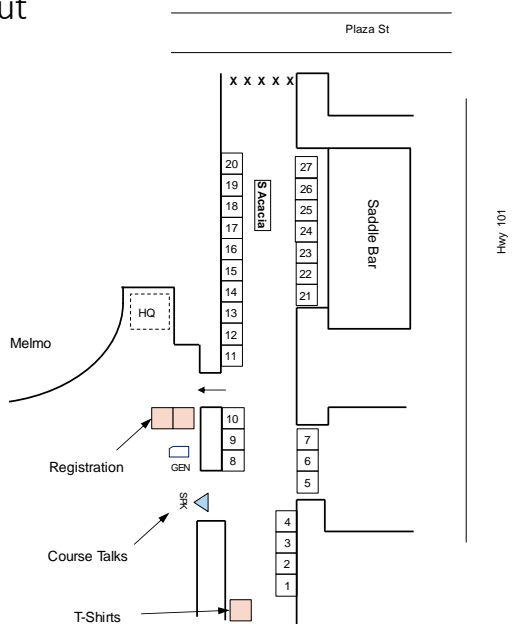 ut
Plaza St
X X X X X
20
19
18
17
16
15
14
13
12
11
S Acacia
27
26
25
24
23
22
21
Saddle Bar
Hwy 101
HQ
Melmo
10
9
8
7
6
5
Registration
GEN
SPK
4
3
2
1
Course Talks
T-Shirts